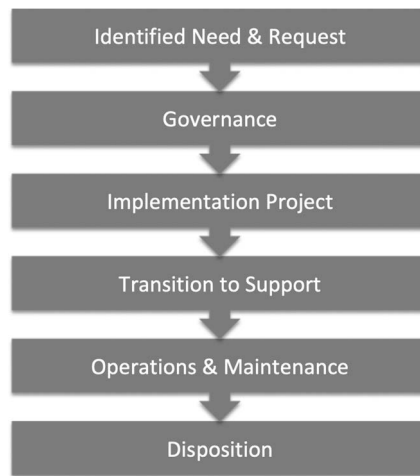 Identified Need & Request
Governance
Implementation Project
Transition to Support
Operations & Maintenance
Disposition